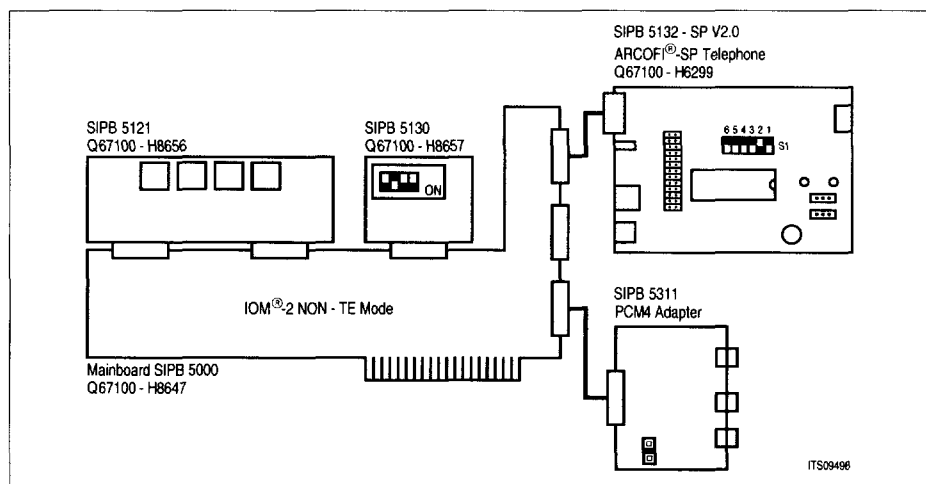 SIPB 5132 - SP V2.0
ARCOFI®-SP Telephone
Q67100 - H6299
SIPB 5121
Q67100 - H8656
SIPB 5130
Q67100 - H8657
ON
6 5 4 3 2 1
S1
IOM®-2 NON - TE Mode
SIPB 5311
PCM4 Adapter
Mainboard SIPB 5000
Q67100 - H8647
ITS09496